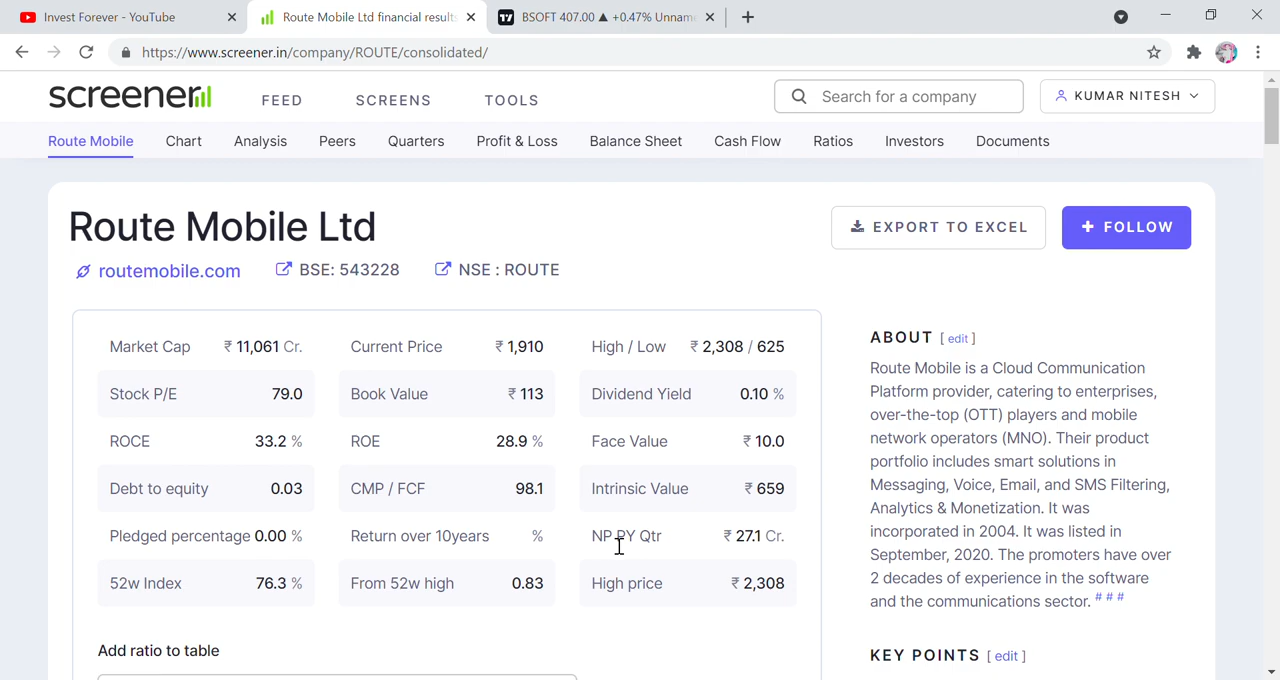 Invest Forever - YouTube
Route Mobile Ltd financial results
BSOFT 407.00 ▲ +0.47% Unnam
https://www.screener.in/company/ROUTE/consolidated/
screener
FEED SCREENS TOOLS
Search for a company
KUMAR NITESH
Route Mobile Chart Analysis Peers Quarters Profit & Loss Balance Sheet Cash Flow Ratios Investors Documents
Route Mobile Ltd
EXPORT TO EXCEL
+ FOLLOW
routemobile.com BSE: 543228 NSE : ROUTE
Market Cap ₹ 11,061 Cr. Current Price ₹ 1,910 High / Low ₹ 2,308 / 625
Stock P/E 79.0 Book Value ₹ 113 Dividend Yield 0.10 %
ROCE 33.2 % ROE 28.9 % Face Value ₹ 10.0
Debt to equity 0.03 CMP / FCF 98.1 Intrinsic Value ₹ 659
Pledged percentage 0.00 % Return over 10years % NP PY Qtr ₹ 27.1 Cr.
52w Index 76.3 % From 52w high 0.83 High price ₹ 2,308
Add ratio to table
ABOUT [ edit ]
Route Mobile is a Cloud Communication
Platform provider, catering to enterprises,
over-the-top (OTT) players and mobile
network operators (MNO). Their product
portfolio includes smart solutions in
Messaging, Voice, Email, and SMS Filtering,
Analytics & Monetization. It was
incorporated in 2004. It was listed in
September, 2020. The promoters have over
2 decades of experience in the software
and the communications sector. # # #
KEY POINTS [ edit ]